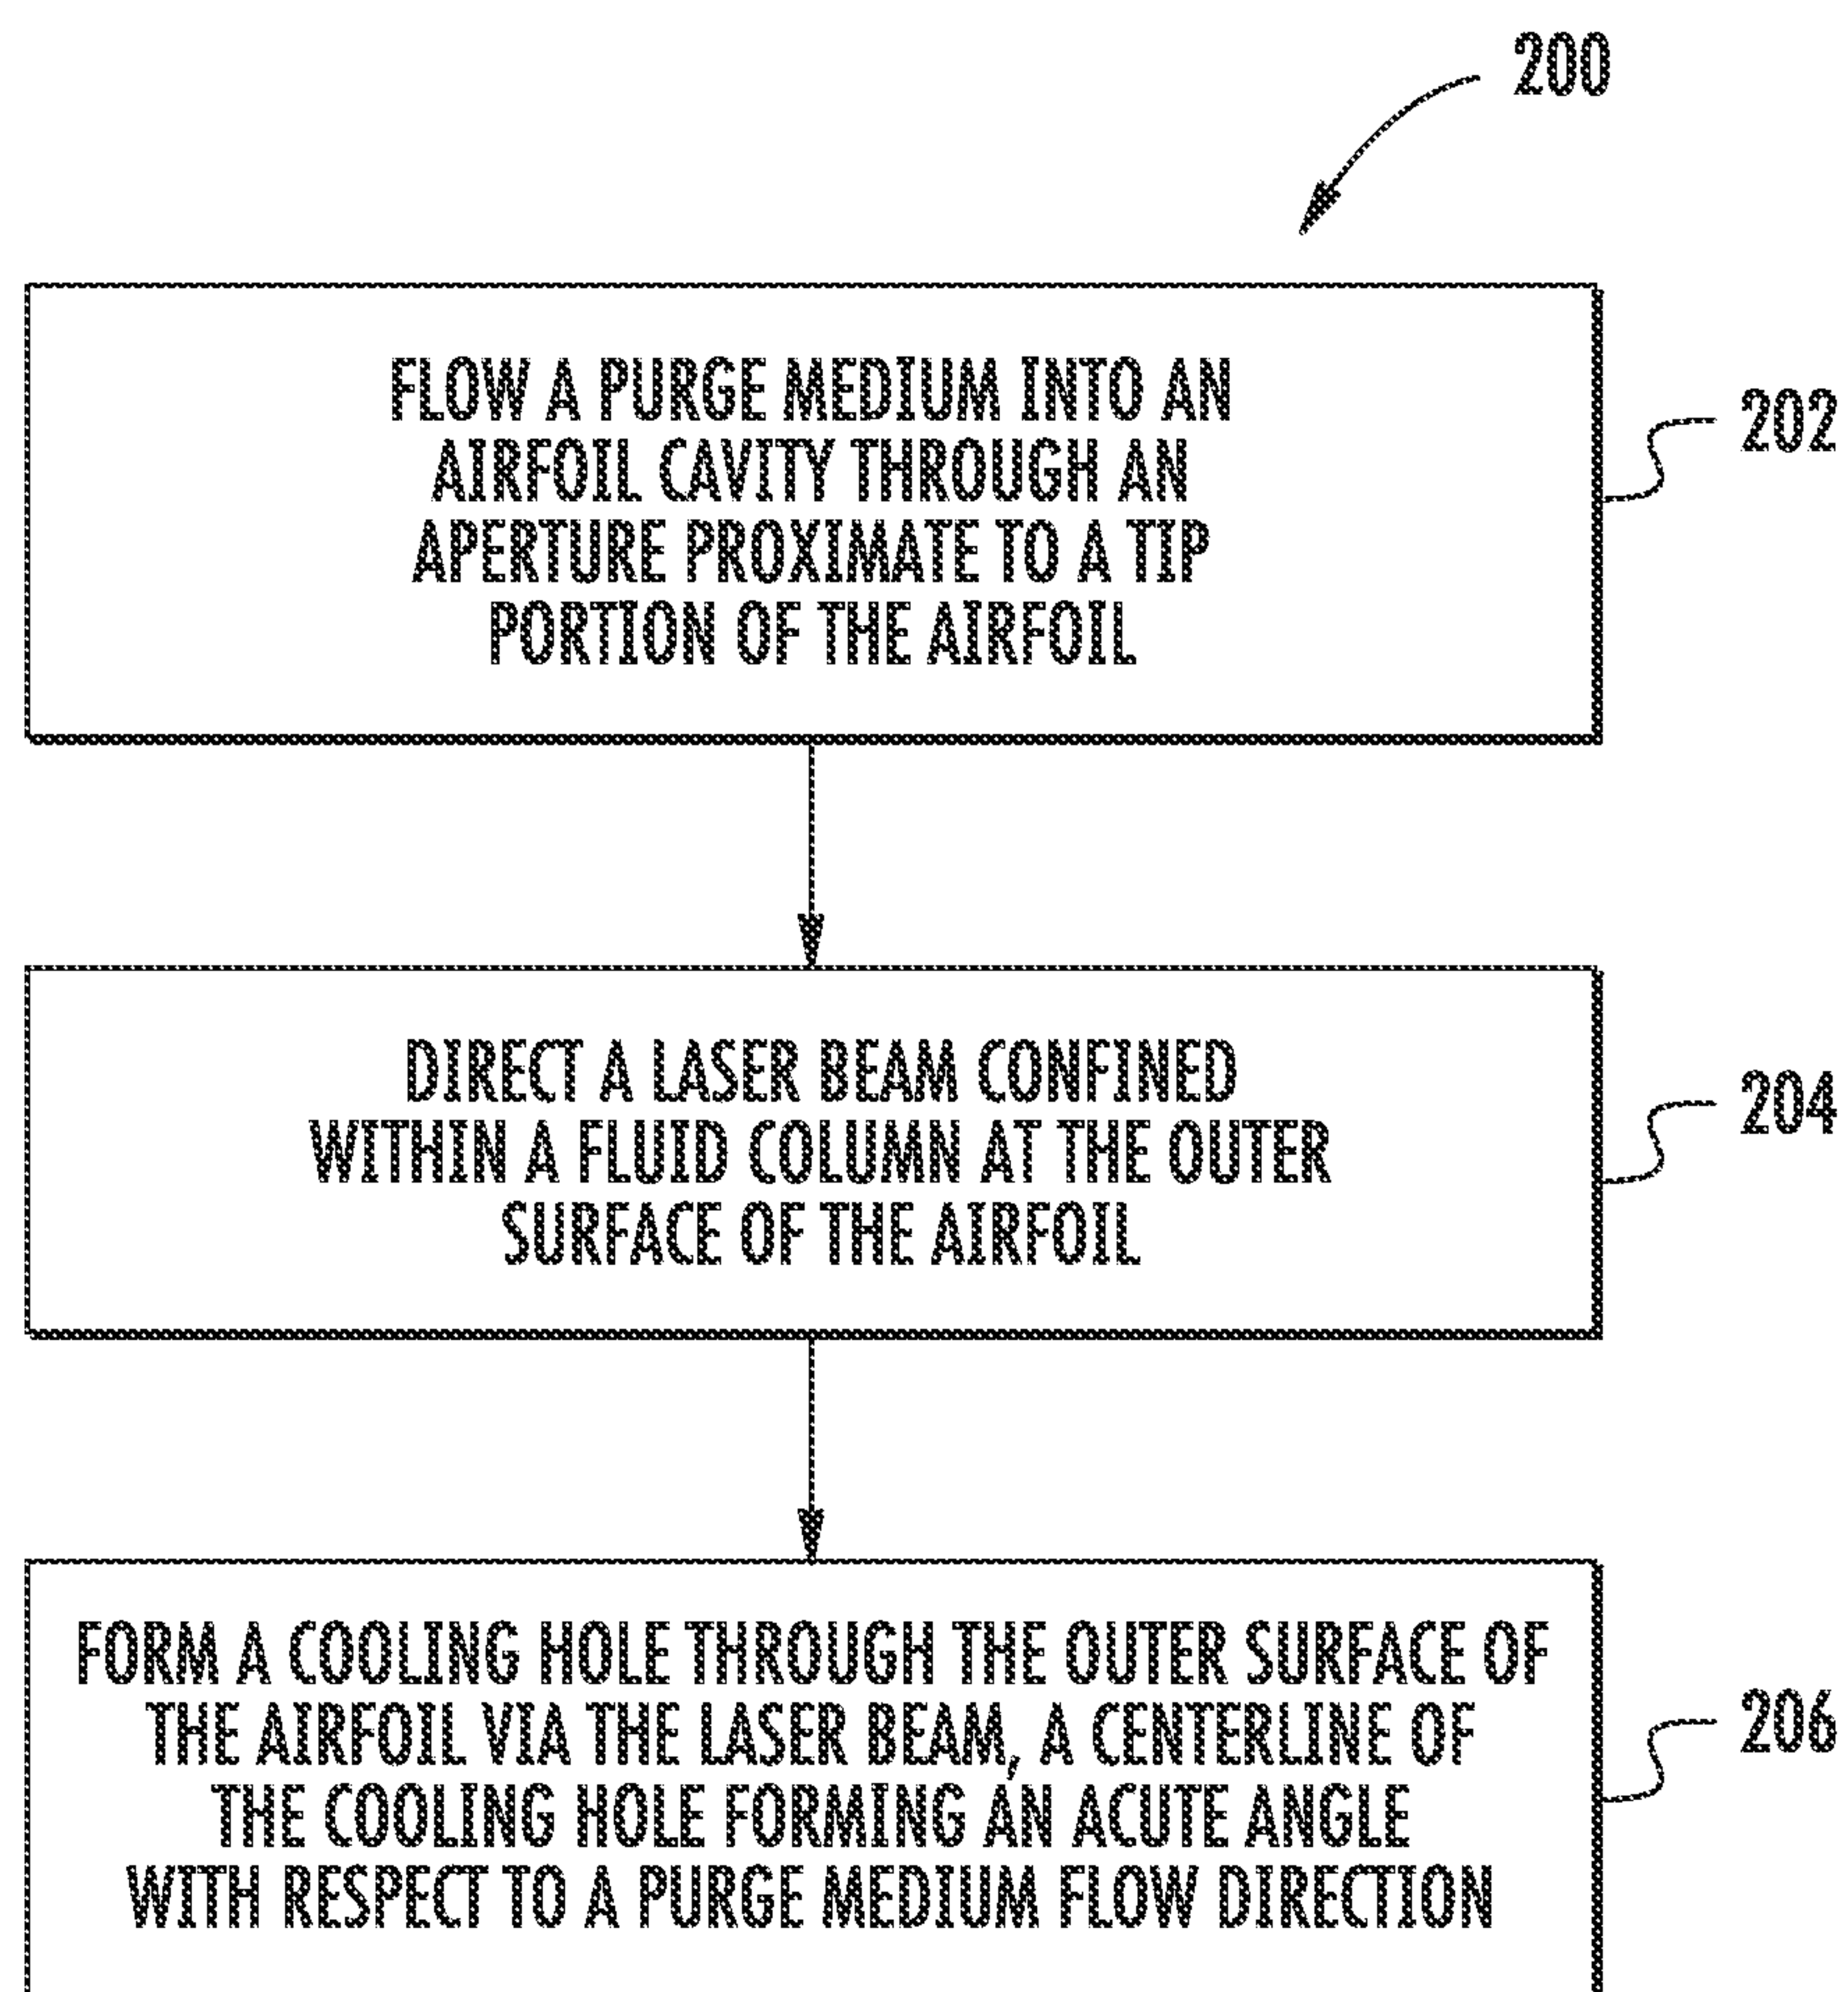 200
FLOW A PURGE MEDIUM INTO AN
AIRFOIL CAVITY THROUGH AN
APERTURE PROXIMATE TO A TIP
PORTION OF THE AIRFOIL
202
DIRECT A LASER BEAM CONFINED
WITHIN A FLUID COLUMN AT THE OUTER
SURFACE OF THE AIRFOIL
204
FORM A COOLING HOLE THROUGH THE OUTER SURFACE OF
THE AIRFOIL VIA THE LASER BEAM, A CENTERLINE OF
THE COOLING HOLE FORMING AN ACUTE ANGLE
WITH RESPECT TO A PURGE MEDIUM FLOW DIRECTION
206